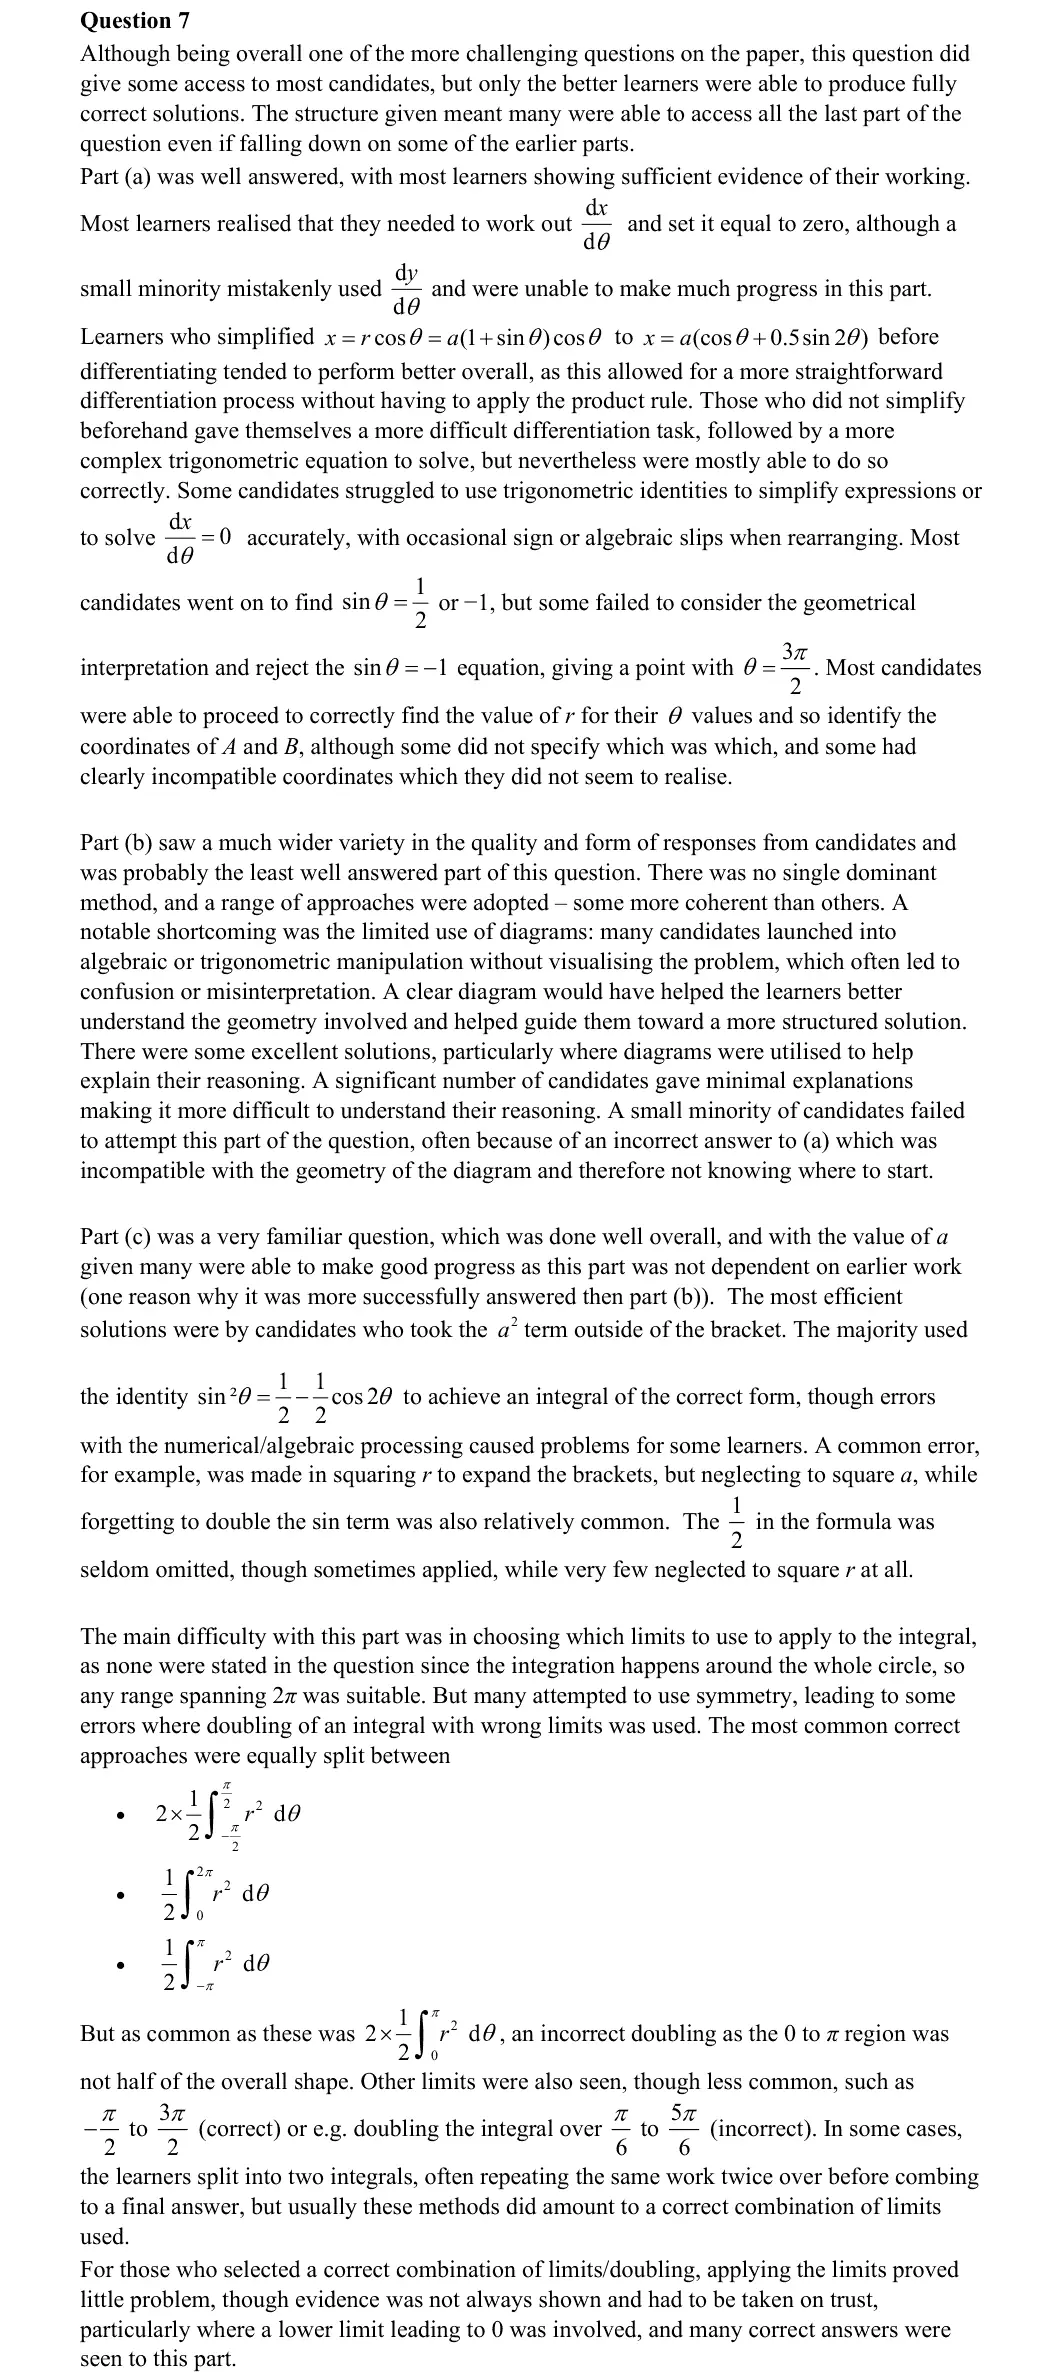 Question 7
Although being overall one of the more challenging questions on the paper, this question did
give some access to most candidates, but only the better learners were able to produce fully
correct solutions. The structure given meant many were able to access all the last part of the
question even if falling down on some of the earlier parts.
Part (a) was well answered, with most learners showing sufficient evidence of their working.
Most learners realised that they needed to work out dx/dθ and set it equal to zero, although a
small minority mistakenly used dy/dθ and were unable to make much progress in this part.
Learners who simplified x = r cos θ = a(1 + sin θ) cos θ to x = a(cos θ + 0.5 sin 2θ) before
differentiating tended to perform better overall, as this allowed for a more straightforward
differentiation process without having to apply the product rule. Those who did not simplify
beforehand gave themselves a more difficult differentiation task, followed by a more
complex trigonometric equation to solve, but nevertheless were mostly able to do so
correctly. Some candidates struggled to use trigonometric identities to simplify expressions or
to solve dx/dθ = 0 accurately, with occasional sign or algebraic slips when rearranging. Most
candidates went on to find sin θ = 1/2 or −1, but some failed to consider the geometrical
interpretation and reject the sin θ = −1 equation, giving a point with θ = 3π/2. Most candidates
were able to proceed to correctly find the value of r for their θ values and so identify the
coordinates of A and B, although some did not specify which was which, and some had
clearly incompatible coordinates which they did not seem to realise.
Part (b) saw a much wider variety in the quality and form of responses from candidates and
was probably the least well answered part of this question. There was no single dominant
method, and a range of approaches were adopted – some more coherent than others. A
notable shortcoming was the limited use of diagrams: many candidates launched into
algebraic or trigonometric manipulation without visualising the problem, which often led to
confusion or misinterpretation. A clear diagram would have helped the learners better
understand the geometry involved and helped guide them toward a more structured solution.
There were some excellent solutions, particularly where diagrams were utilised to help
explain their reasoning. A significant number of candidates gave minimal explanations
making it more difficult to understand their reasoning. A small minority of candidates failed
to attempt this part of the question, often because of an incorrect answer to (a) which was
incompatible with the geometry of the diagram and therefore not knowing where to start.
Part (c) was a very familiar question, which was done well overall, and with the value of a
given many were able to make good progress as this part was not dependent on earlier work
(one reason why it was more successfully answered then part (b)). The most efficient
solutions were by candidates who took the a² term outside of the bracket. The majority used
the identity sin ²θ = 1/2 − 1/2 cos 2θ to achieve an integral of the correct form, though errors
with the numerical/algebraic processing caused problems for some learners. A common error,
for example, was made in squaring r to expand the brackets, but neglecting to square a, while
forgetting to double the sin term was also relatively common. The 1/2 in the formula was
seldom omitted, though sometimes applied, while very few neglected to square r at all.
The main difficulty with this part was in choosing which limits to use to apply to the integral,
as none were stated in the question since the integration happens around the whole circle, so
any range spanning 2π was suitable. But many attempted to use symmetry, leading to some
errors where doubling of an integral with wrong limits was used. The most common correct
approaches were equally split between
• 2 × 1/2 ∫_{−π/2}^{π/2} r² dθ
• 1/2 ∫_0^{2π} r² dθ
• 1/2 ∫_{−π}^{π} r² dθ
But as common as these was 2 × 1/2 ∫_0^π r² dθ, an incorrect doubling as the 0 to π region was
not half of the overall shape. Other limits were also seen, though less common, such as
−π/2 to 3π/2 (correct) or e.g. doubling the integral over π/6 to 5π/6 (incorrect). In some cases,
the learners split into two integrals, often repeating the same work twice over before combing
to a final answer, but usually these methods did amount to a correct combination of limits
used.
For those who selected a correct combination of limits/doubling, applying the limits proved
little problem, though evidence was not always shown and had to be taken on trust,
particularly where a lower limit leading to 0 was involved, and many correct answers were
seen to this part.